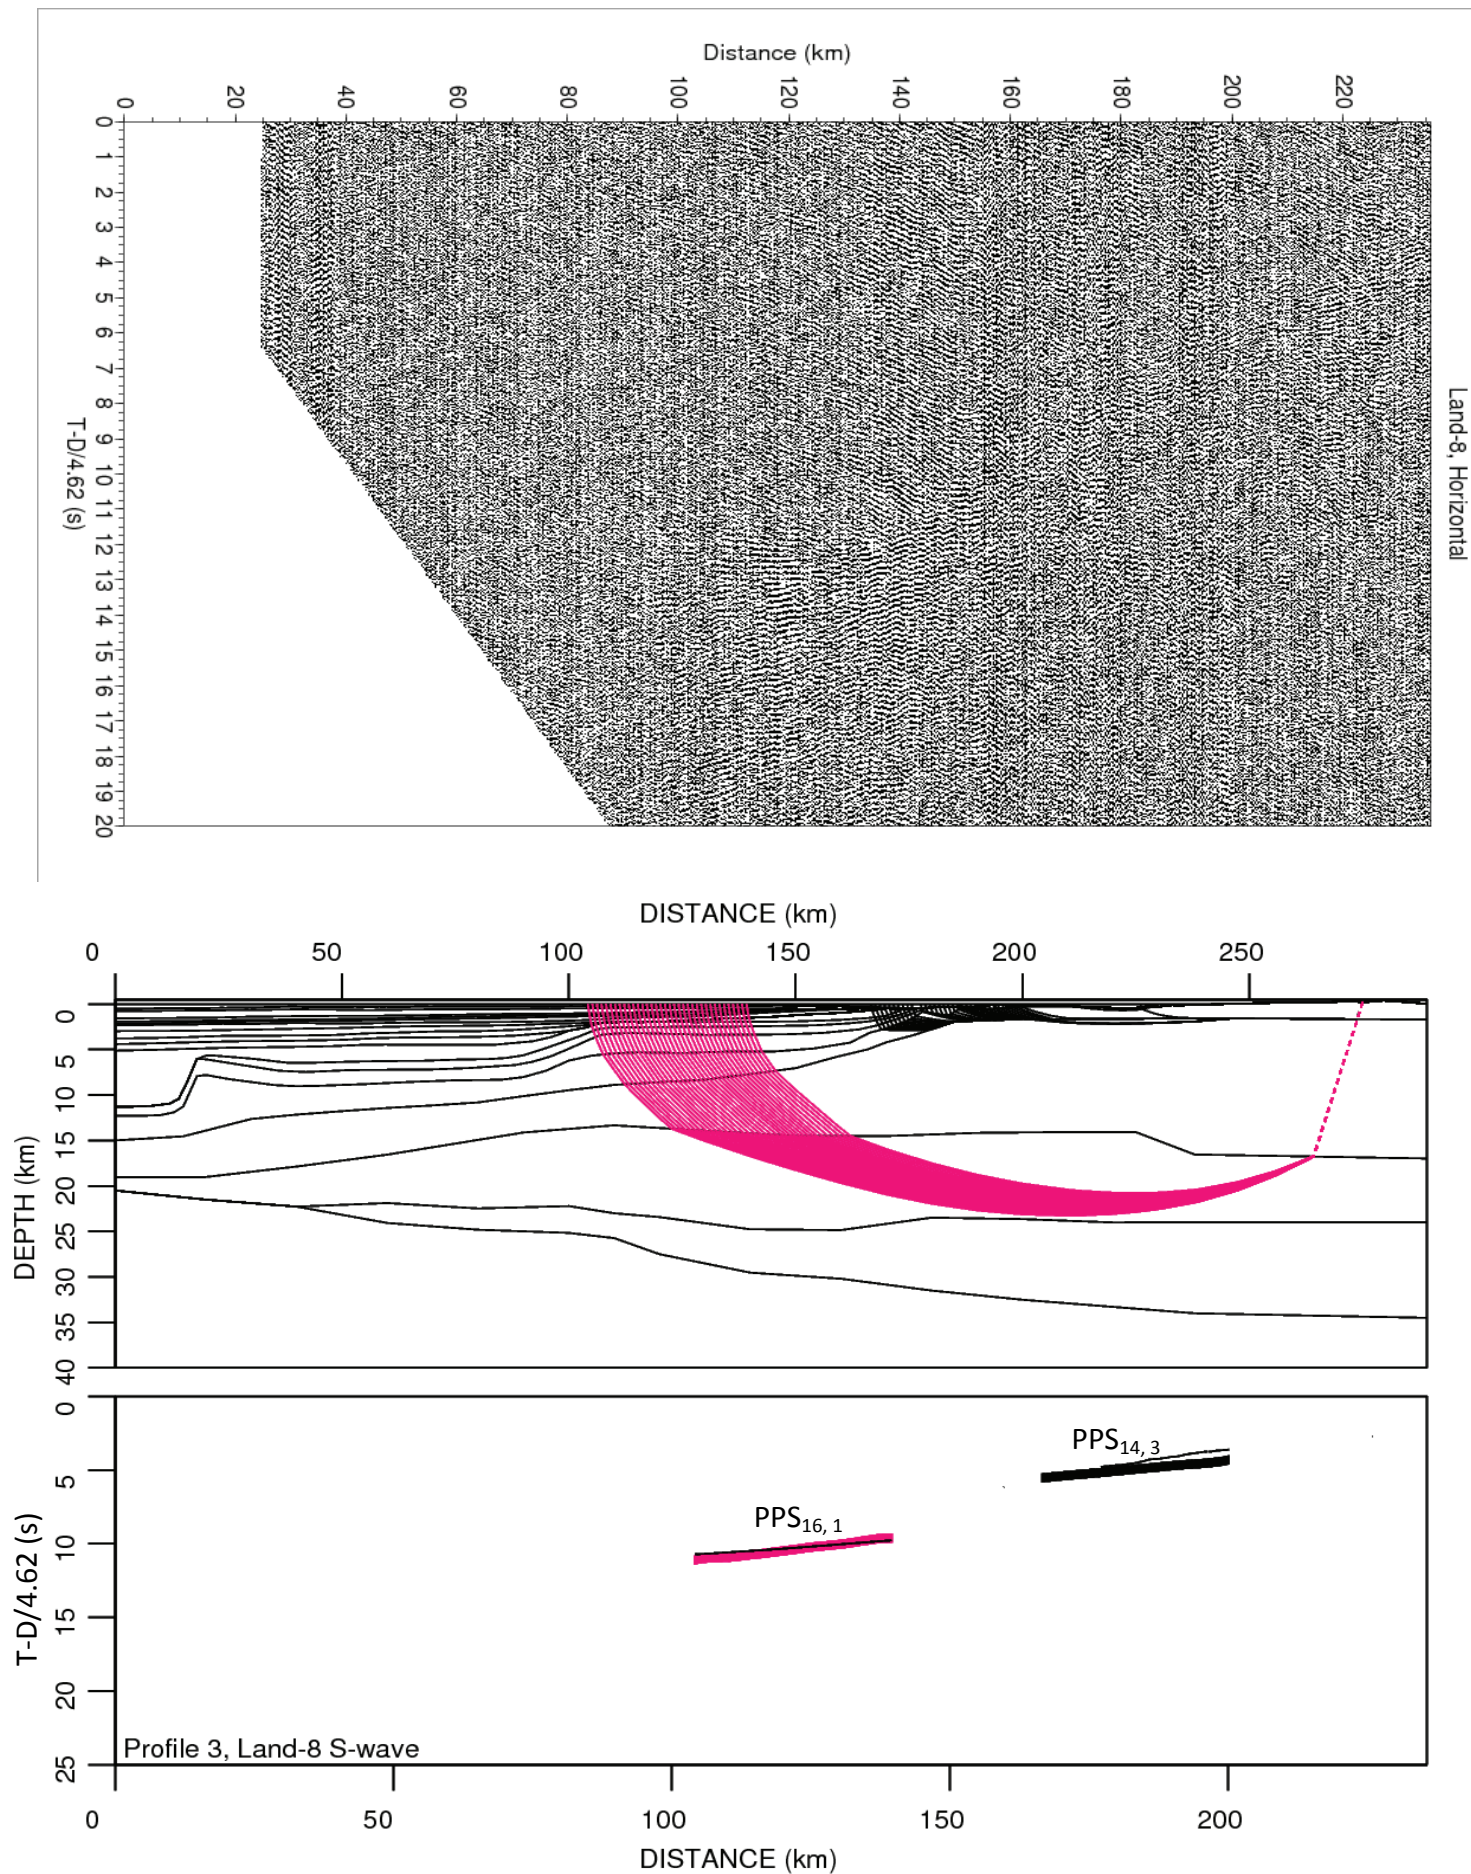 Distance (km)
0 20 40 60 80 100 120 140 160 180 200 220
0
1
2
3
4
5
6
7
8
9
10
11
12
13
14
15
16
17
18
19
20
T-D/4.62 (s)
Land-8, Horizontal
DISTANCE (km)
0 50 100 150 200 250
0
5
10
15
20
25
30
35
40
DEPTH (km)
0
5
10
15
20
25
T-D/4.62 (s)
PPS14, 3
PPS16, 1
Profile 3, Land-8 S-wave
0 50 100 150 200
DISTANCE (km)